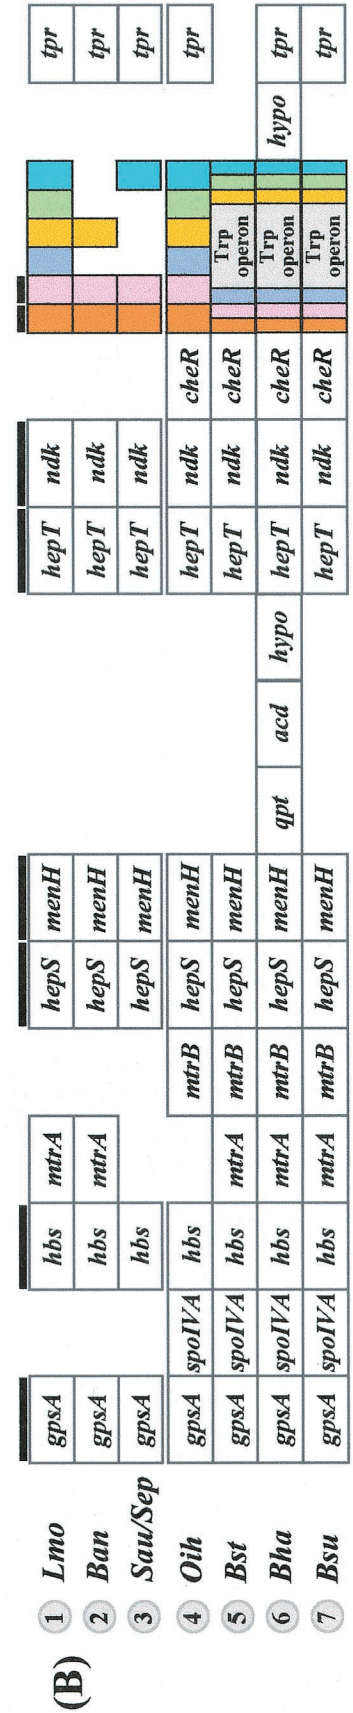 (B)
1 Lmo gpsA hbs mtrA hepS menH hepT ndk tpr
2 Ban gpsA hbs mtrA hepS menH hepT ndk tpr
3 Sau/Sep gpsA hbs hepS menH hepT ndk tpr
4 Oih gpsA spoIVA hbs mtrB hepS menH hepT ndk cheR tpr
5 Bst gpsA spoIVA hbs mtrA mtrB hepS menH hepT ndk cheR Trp operon
6 Bha gpsA spoIVA hbs mtrA mtrB hepS menH qpt acd hypo hepT ndk cheR Trp operon hypo tpr
7 Bsu gpsA spoIVA hbs mtrA mtrB hepS menH hepT ndk cheR Trp operon tpr